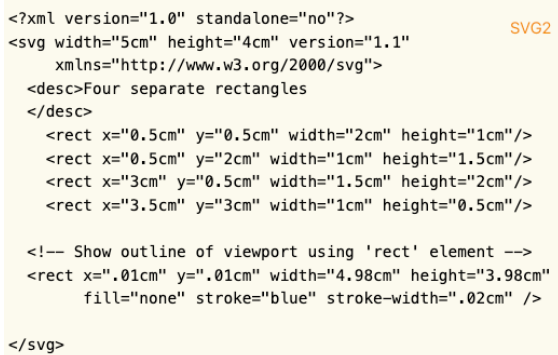 <?xml version="1.0" standalone="no"?>
SVG2
<svg width="5cm" height="4cm" version="1.1"
     xmlns="http://www.w3.org/2000/svg">
  <desc>Four separate rectangles
  </desc>
    <rect x="0.5cm" y="0.5cm" width="2cm" height="1cm"/>
    <rect x="0.5cm" y="2cm" width="1cm" height="1.5cm"/>
    <rect x="3cm" y="0.5cm" width="1.5cm" height="2cm"/>
    <rect x="3.5cm" y="3cm" width="1cm" height="0.5cm"/>

  <!-- Show outline of viewport using 'rect' element -->
  <rect x=".01cm" y=".01cm" width="4.98cm" height="3.98cm"
        fill="none" stroke="blue" stroke-width=".02cm" />

</svg>